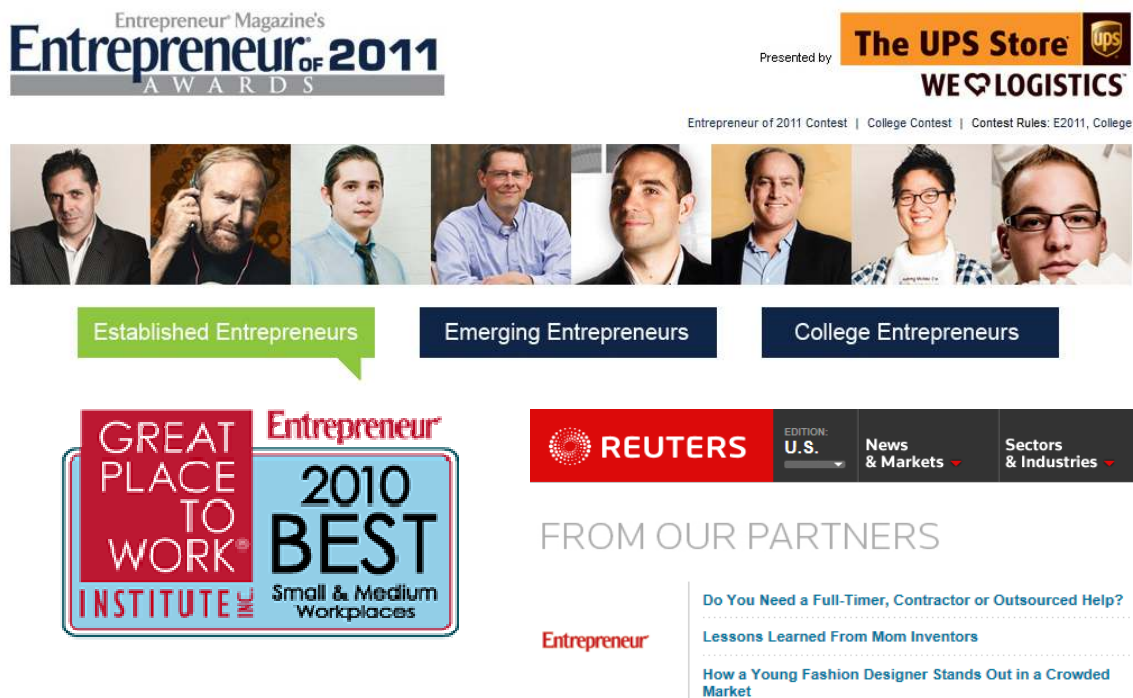 Entrepreneur® Magazine's
Entrepreneur® OF 2011
AWARDS
Presented by
The UPS Store
ups
WE LOGISTICS
Entrepreneur of 2011 Contest | College Contest | Contest Rules: E2011, College
Established Entrepreneurs
Emerging Entrepreneurs
College Entrepreneurs
GREAT
PLACE
TO
WORK®
INSTITUTE INC.
Entrepreneur
2010
BEST
Small & Medium
Workplaces
REUTERS
EDITION:
U.S.
News
& Markets
Sectors
& Industries
FROM OUR PARTNERS
Entrepreneur
Do You Need a Full-Timer, Contractor or Outsourced Help?
Lessons Learned From Mom Inventors
How a Young Fashion Designer Stands Out in a Crowded
Market